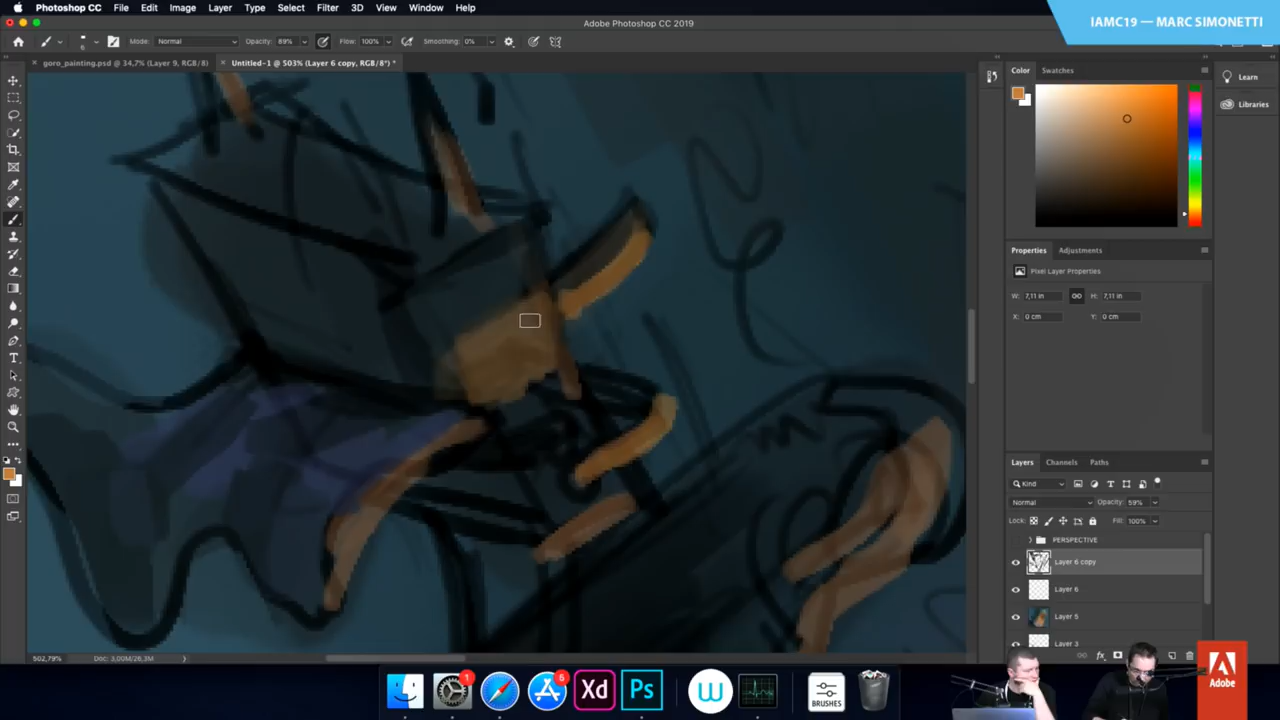 Photoshop CC File Edit Image Layer Type Select Filter 3D View Window Help
Adobe Photoshop CC 2019
IAMC19 — MARC SIMONETTI
6 Mode: Normal Opacity: 89% Flow: 100% Smoothing: 0%
goro_painting.psd @ 34,7% (Layer 9, RGB/8) Untitled-1 @ 503% (Layer 6 copy, RGB/8*) *
Color Swatches
Learn
Libraries
Properties Adjustments
Pixel Layer Properties
W: 7,11 in H: 7,11 in
X: 0 cm Y: 0 cm
Layers Channels Paths
Kind
Normal Opacity: 59%
Lock: Fill: 100%
PERSPECTIVE
Layer 6 copy
Layer 6
Layer 5
Layer 3
502,79% Doc: 3,00M/26,3M
1 6 Xd Ps BRUSHES
Adobe